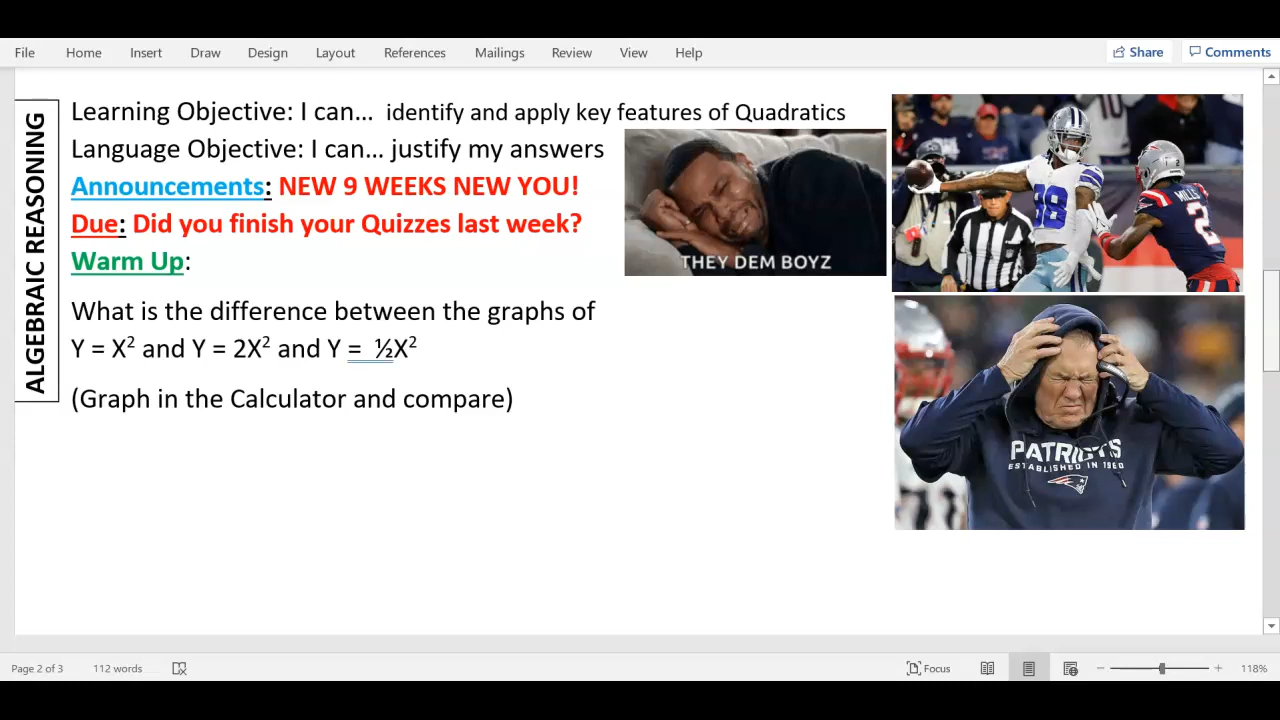 File Home Insert Draw Design Layout References Mailings Review View Help Share Comments
ALGEBRAIC REASONING
Learning Objective: I can... identify and apply key features of Quadratics
Language Objective: I can... justify my answers
Announcements: NEW 9 WEEKS NEW YOU!
Due: Did you finish your Quizzes last week?
Warm Up:
What is the difference between the graphs of
Y = X² and Y = 2X² and Y = ½X²
(Graph in the Calculator and compare)
THEY DEM BOYZ
10
88
MILLS
2
PATRIOTS
ESTABLISHED IN 1960
Page 2 of 3 112 words Focus 118%